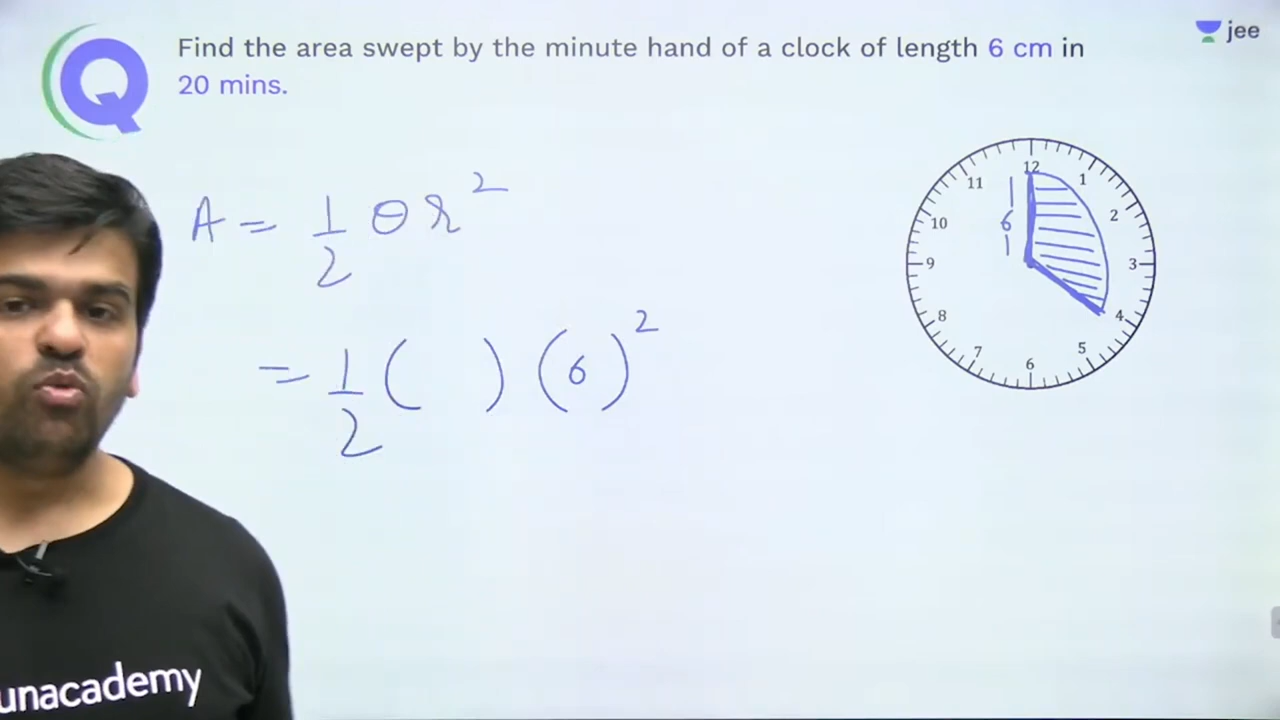 Find the area swept by the minute hand of a clock of length 6 cm in
20 mins.
jee
A = 1/2 θ r²
= 1/2 ( ) (6)²
12
1
2
3
4
5
6
7
8
9
10
11
6
unacademy